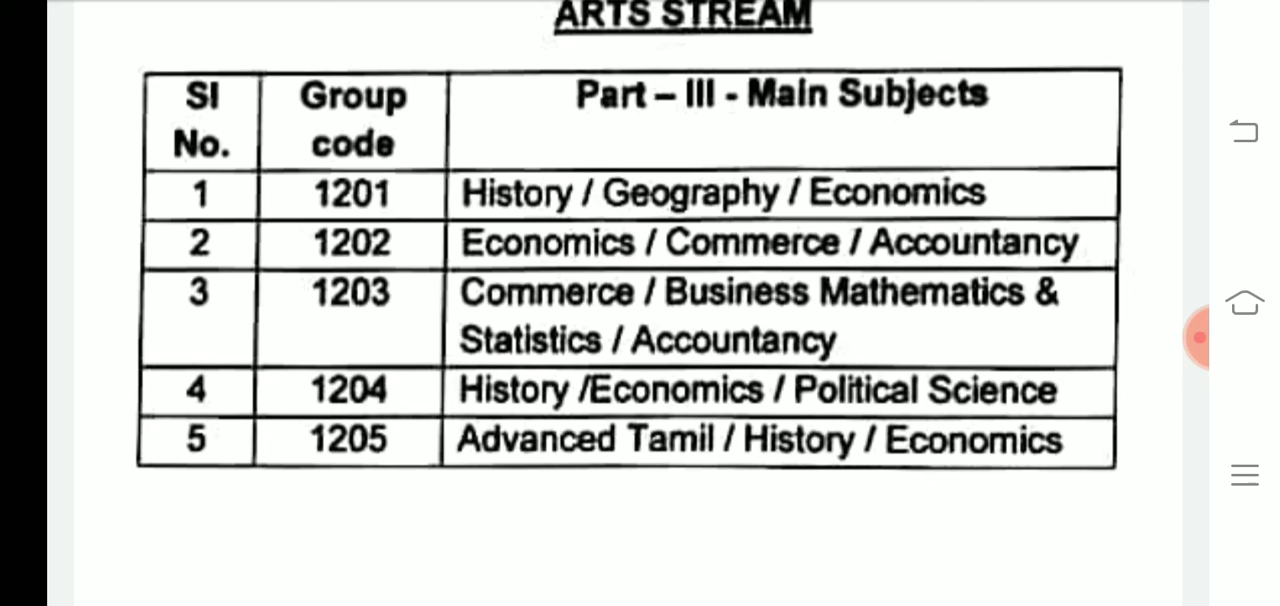 ARTS STREAM
Sl No. Group code Part – III - Main Subjects
1 1201 History / Geography / Economics
2 1202 Economics / Commerce / Accountancy
3 1203 Commerce / Business Mathematics &
Statistics / Accountancy
4 1204 History /Economics / Political Science
5 1205 Advanced Tamil / History / Economics